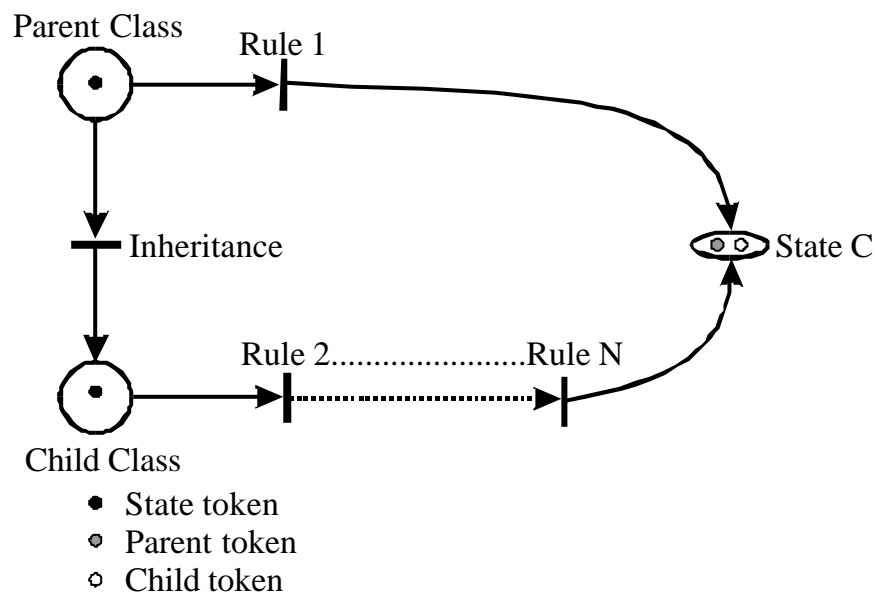 Parent Class
Rule 1
Inheritance
State C
Rule 2.......................Rule N
Child Class
State token
Parent token
Child token